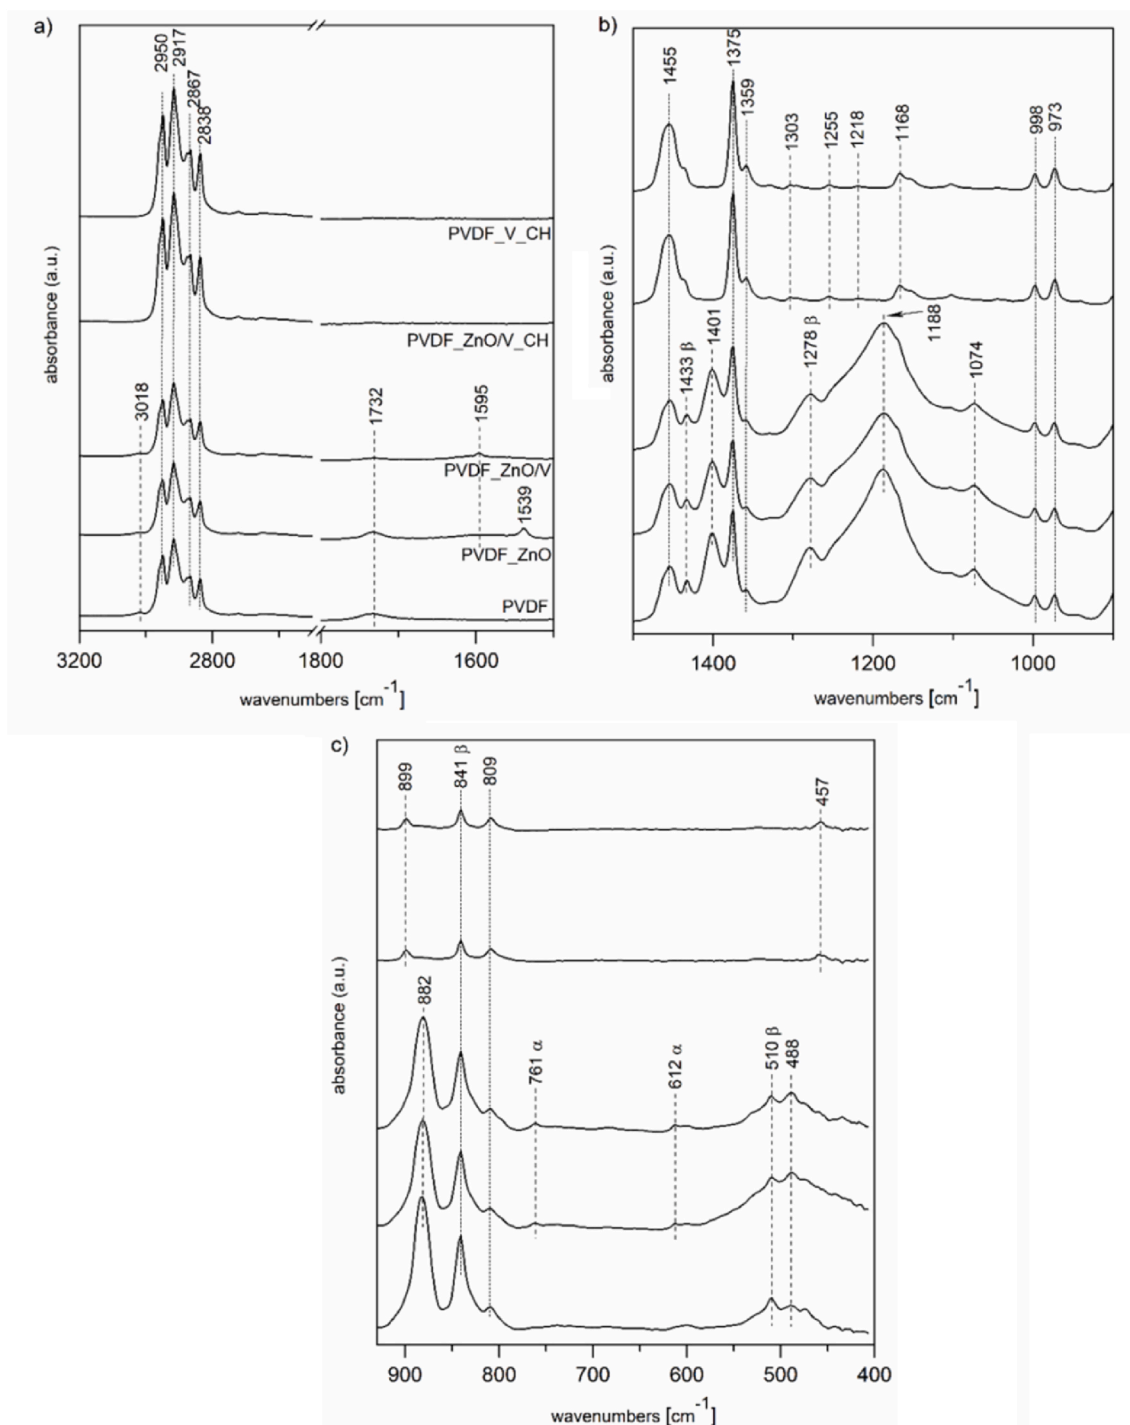 a)
2950
2917
2867
2838
PVDF_V_CH
PVDF_ZnO/V_CH
3018
1732
1595
PVDF_ZnO/V
1539
PVDF_ZnO
PVDF
absorbance (a.u.)
3200 2800 1800 1600
wavenumbers [cm-1]
b)
1455
1375
1359
1303
1255
1218
1168
998
973
1433 β
1401
1278 β
1188
1074
absorbance (a.u.)
1400 1200 1000
wavenumbers [cm-1]
c)
899
841 β
809
457
882
761 α
612 α
510 β
488
absorbance (a.u.)
900 800 700 600 500 400
wavenumbers [cm-1]